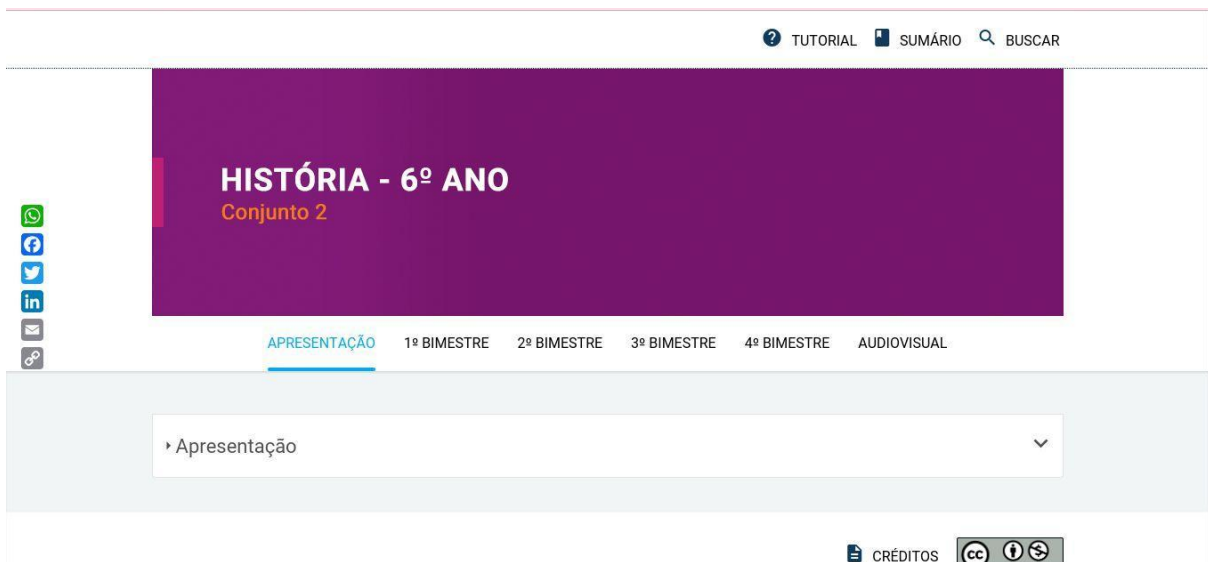 TUTORIAL SUMÁRIO BUSCAR
HISTÓRIA - 6º ANO
Conjunto 2
APRESENTAÇÃO 1º BIMESTRE 2º BIMESTRE 3º BIMESTRE 4º BIMESTRE AUDIOVISUAL
Apresentação
CRÉDITOS cc